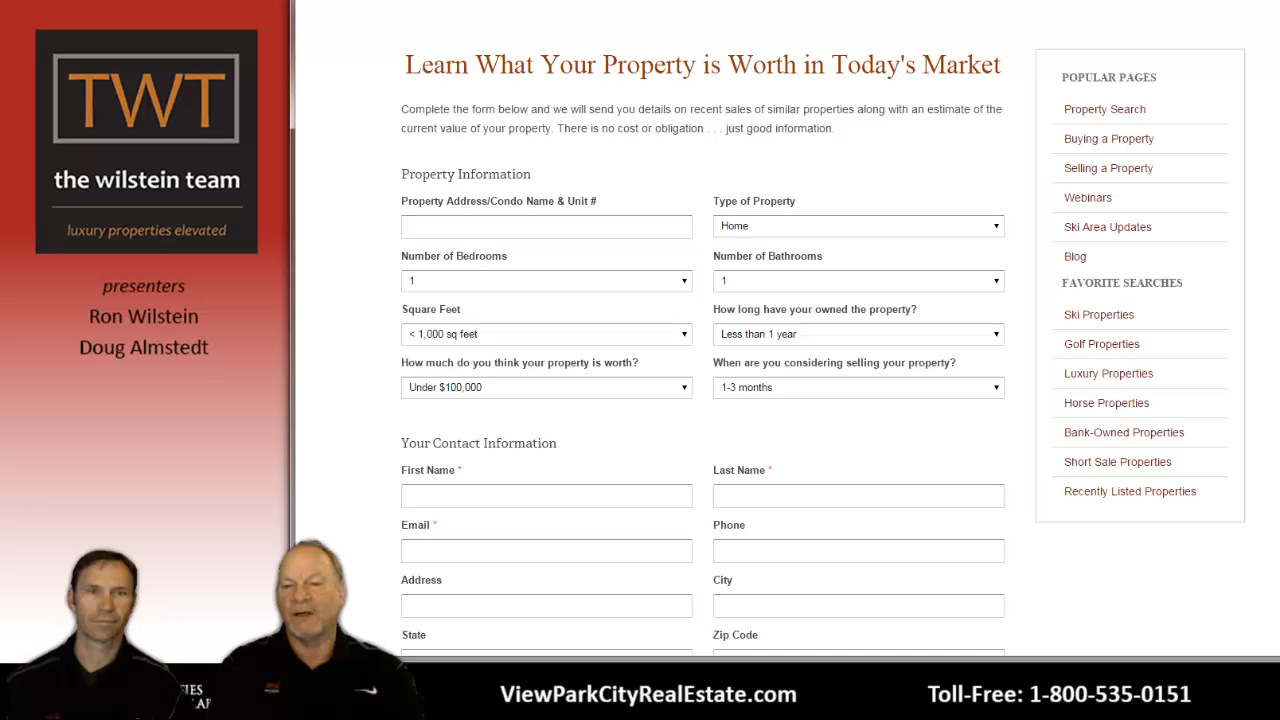 TWT
the wilstein team
luxury properties elevated
presenters
Ron Wilstein
Doug Almstedt
Learn What Your Property is Worth in Today's Market
Complete the form below and we will send you details on recent sales of similar properties along with an estimate of the
current value of your property. There is no cost or obligation . . . just good information.
Property Information
Property Address/Condo Name & Unit #
Type of Property
Home
Number of Bedrooms
Number of Bathrooms
1
1
Square Feet
How long have your owned the property?
< 1,000 sq feet
Less than 1 year
How much do you think your property is worth?
When are you considering selling your property?
Under $100,000
1-3 months
Your Contact Information
First Name *
Last Name *
Email *
Phone
Address
City
State
Zip Code
POPULAR PAGES
Property Search
Buying a Property
Selling a Property
Webinars
Ski Area Updates
Blog
FAVORITE SEARCHES
Ski Properties
Golf Properties
Luxury Properties
Horse Properties
Bank-Owned Properties
Short Sale Properties
Recently Listed Properties
ViewParkCityRealEstate.com
Toll-Free: 1-800-535-0151